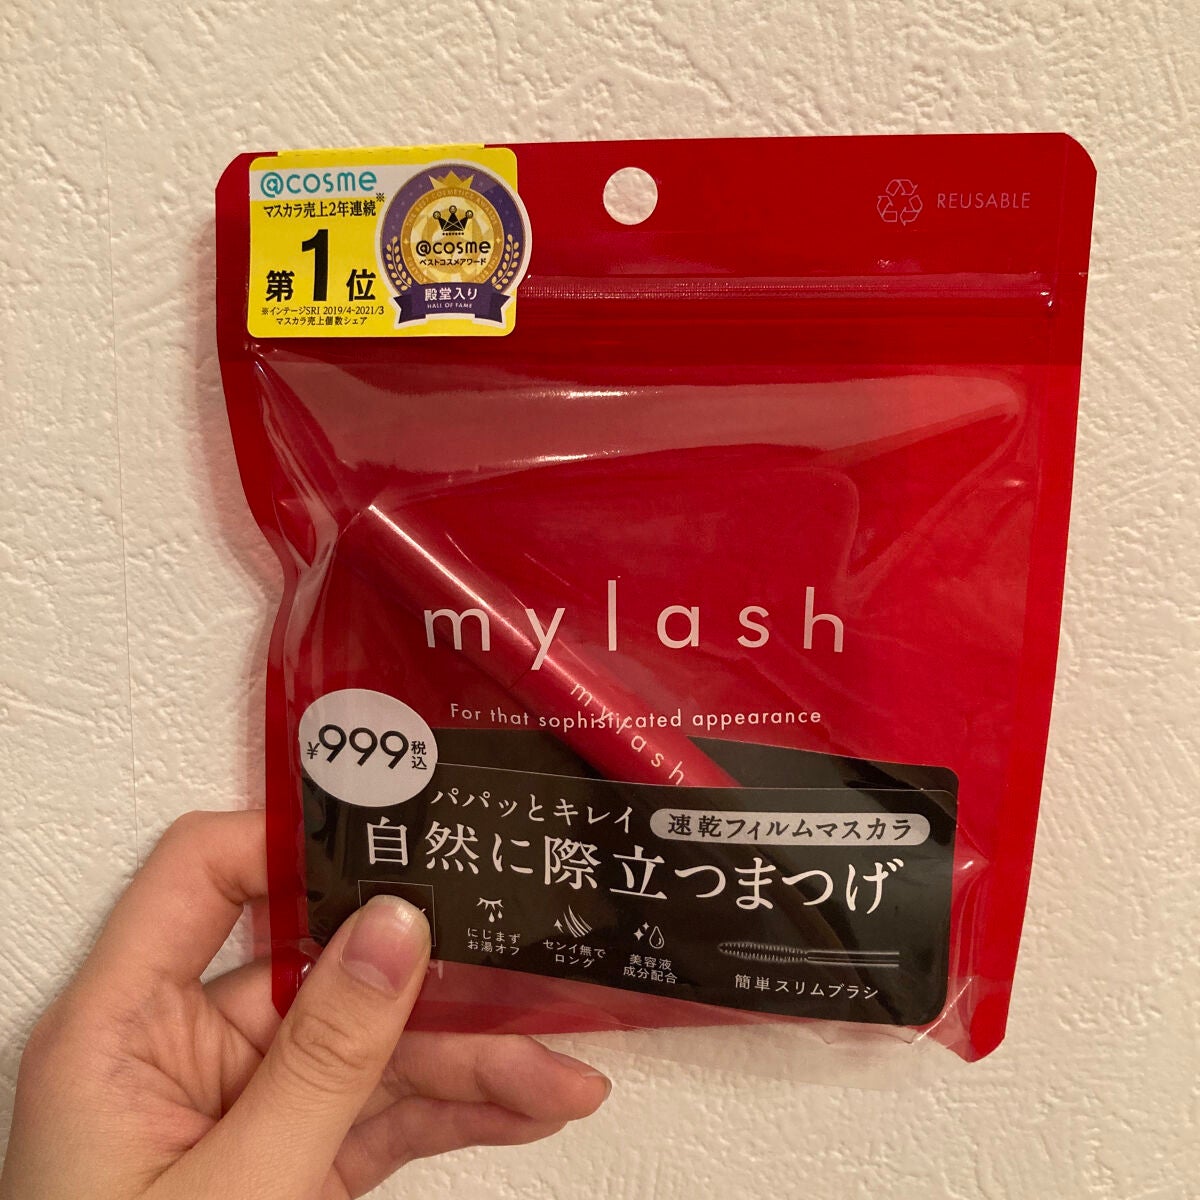 @cosme
マスカラ売上2年連続※
第1位
※インテージSRI 2019/4-2021/3
マスカラ売上個数シェア
@cosme
ベストコスメアワード
殿堂入り
HALL OF FAME
REUSABLE
mylash
For that sophisticated appearance
mylash
¥999税込
パパッとキレイ
速乾フィルムマスカラ
自然に際立つまつげ
にじまず
お湯オフ
センイ無で
ロング
美容液
成分配合
簡単スリムブラシ